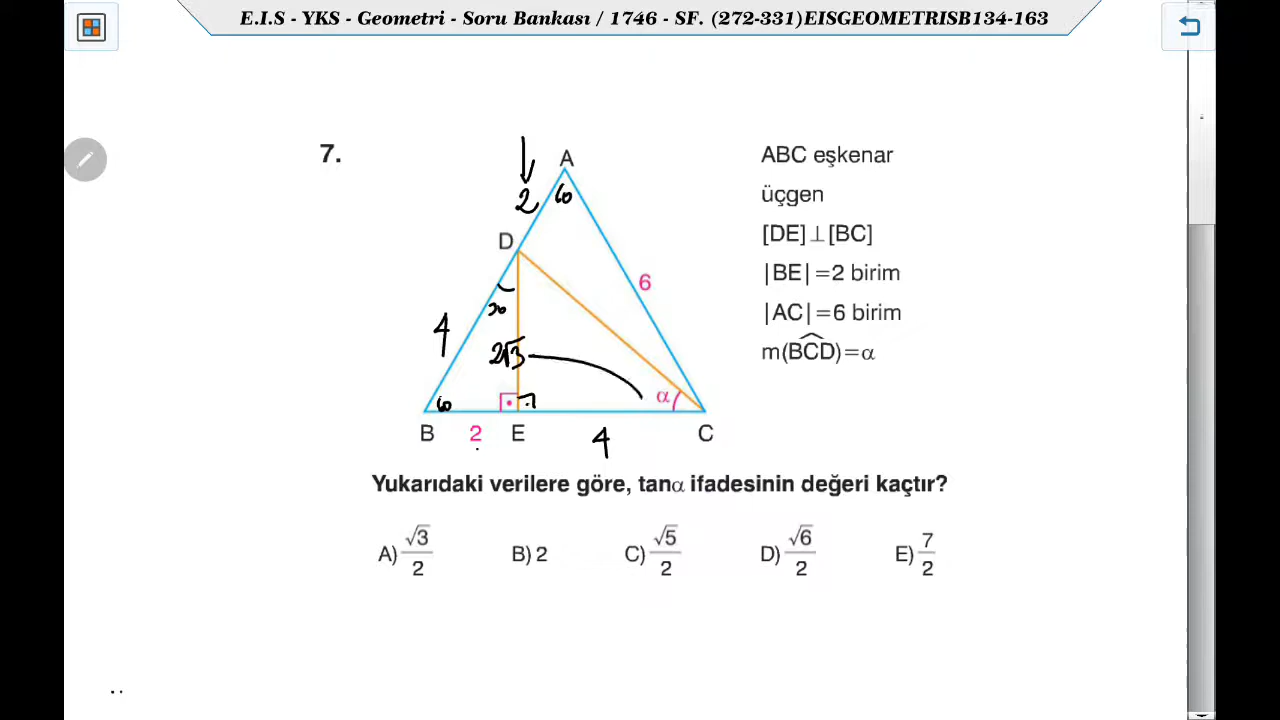 E.I.S - YKS - Geometri - Soru Bankası / 1746 - SF. (272-331)EISGEOMETRISB134-163
7.
A
60
2
D
6
30
4
2√3
60
α
B
2
E
4
C
ABC eşkenar
üçgen
[DE]⊥[BC]
|BE|=2 birim
|AC|=6 birim
m(BCD)=α
Yukarıdaki verilere göre, tanα ifadesinin değeri kaçtır?
A) √3/2 B) 2 C) √5/2 D) √6/2 E) 7/2